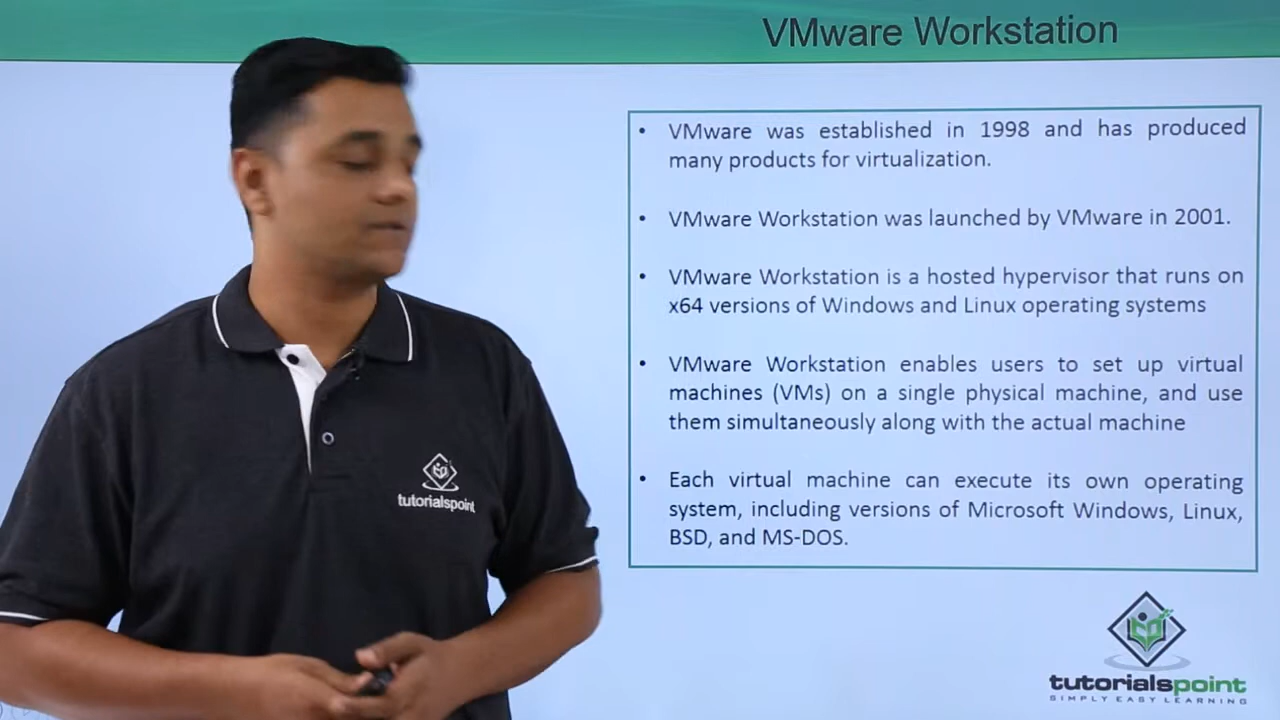 VMware Workstation
• VMware was established in 1998 and has produced
many products for virtualization.
• VMware Workstation was launched by VMware in 2001.
• VMware Workstation is a hosted hypervisor that runs on
x64 versions of Windows and Linux operating systems
• VMware Workstation enables users to set up virtual
machines (VMs) on a single physical machine, and use
them simultaneously along with the actual machine
• Each virtual machine can execute its own operating
system, including versions of Microsoft Windows, Linux,
BSD, and MS-DOS.
tutorialspoint
tutorialspoint
SIMPLY EASY LEARNING